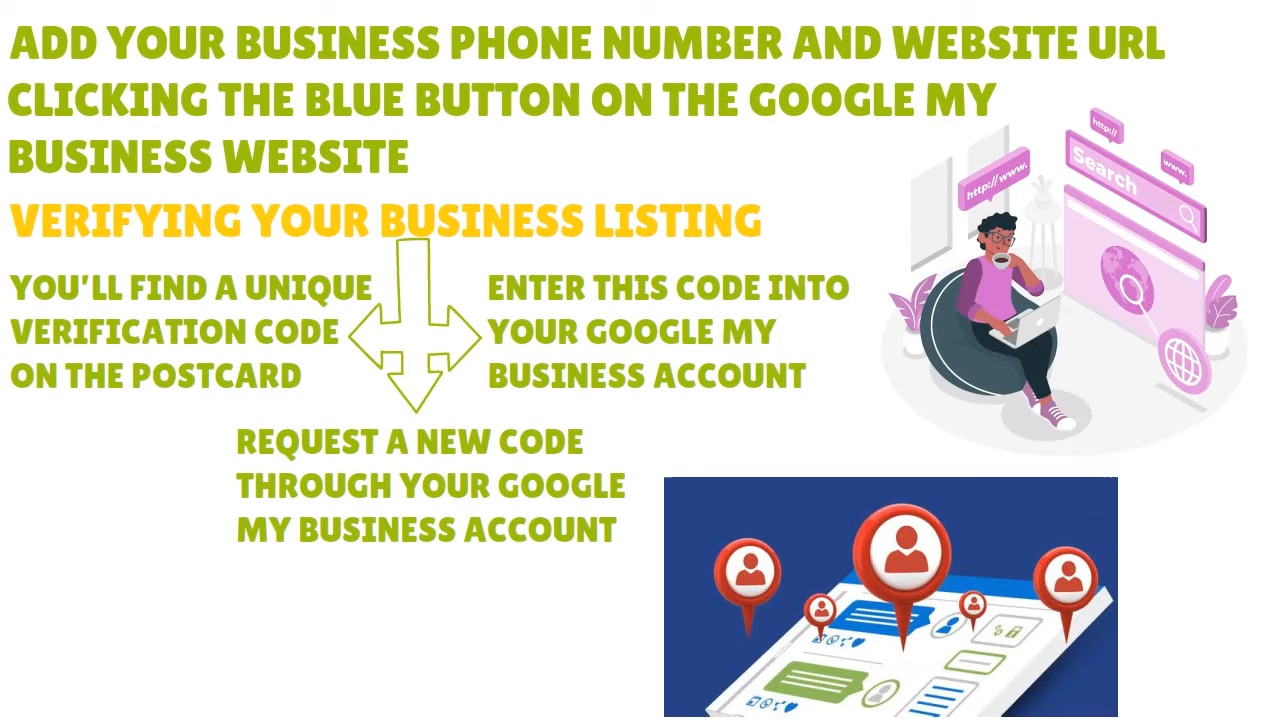 ADD YOUR BUSINESS PHONE NUMBER AND WEBSITE URL
CLICKING THE BLUE BUTTON ON THE GOOGLE MY
BUSINESS WEBSITE
VERIFYING YOUR BUSINESS LISTING
YOU'LL FIND A UNIQUE
VERIFICATION CODE
ON THE POSTCARD
ENTER THIS CODE INTO
YOUR GOOGLE MY
BUSINESS ACCOUNT
REQUEST A NEW CODE
THROUGH YOUR GOOGLE
MY BUSINESS ACCOUNT
http://
Search
www.
http://www.